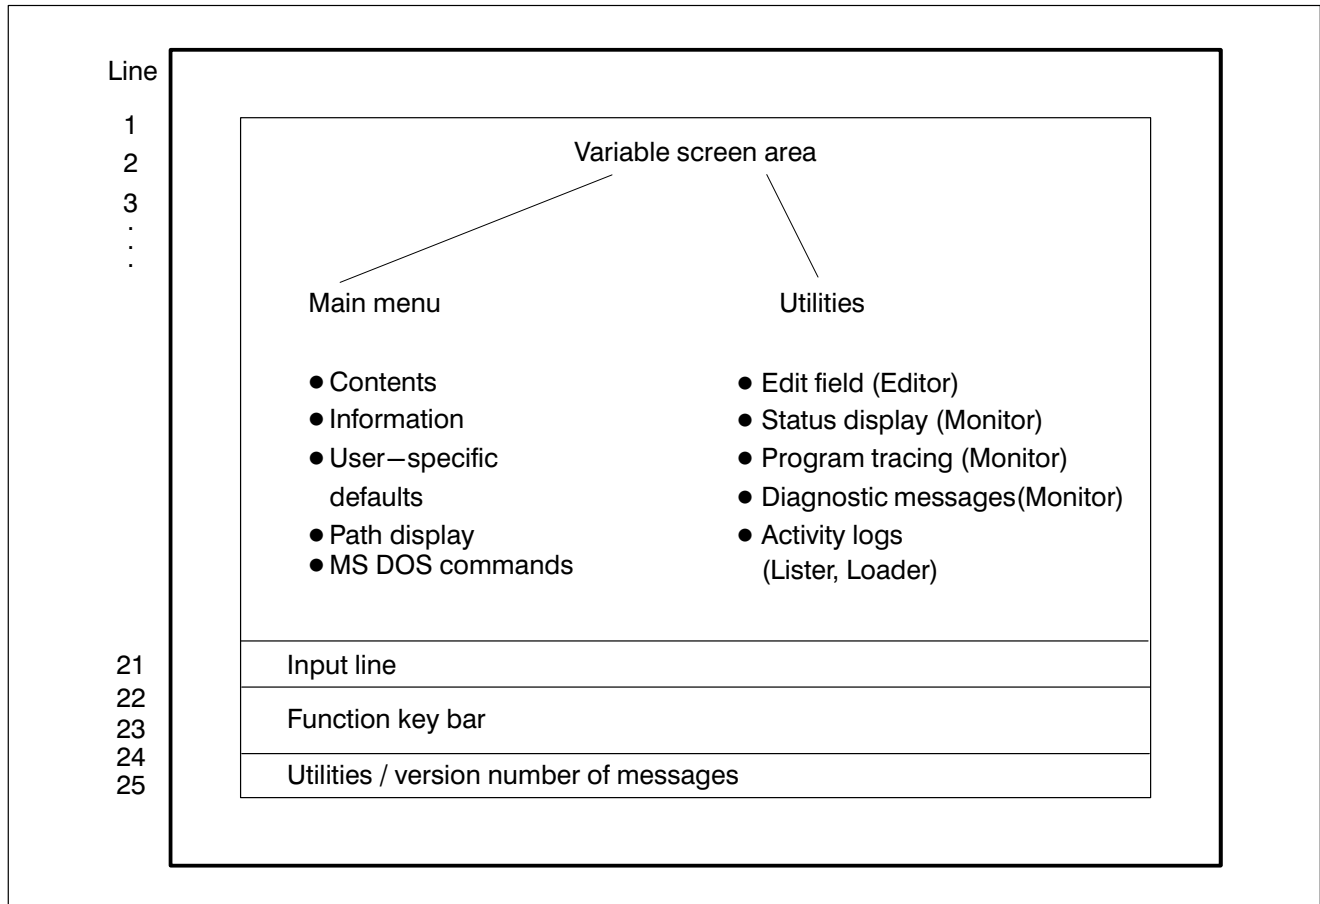 Line
1
2
3
.
.
.
Variable screen area
Main menu
● Contents
● Information
● User–specific
defaults
● Path display
● MS DOS commands
Utilities
● Edit field (Editor)
● Status display (Monitor)
● Program tracing (Monitor)
● Diagnostic messages(Monitor)
● Activity logs
(Lister, Loader)
21
Input line
22
23
Function key bar
24
25
Utilities / version number of messages